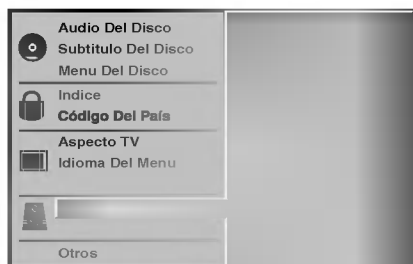 Audio Del Disco
Subtitulo Del Disco
Menu Del Disco
Indice
Código Del País
Aspecto TV
Idioma Del Menu
Otros